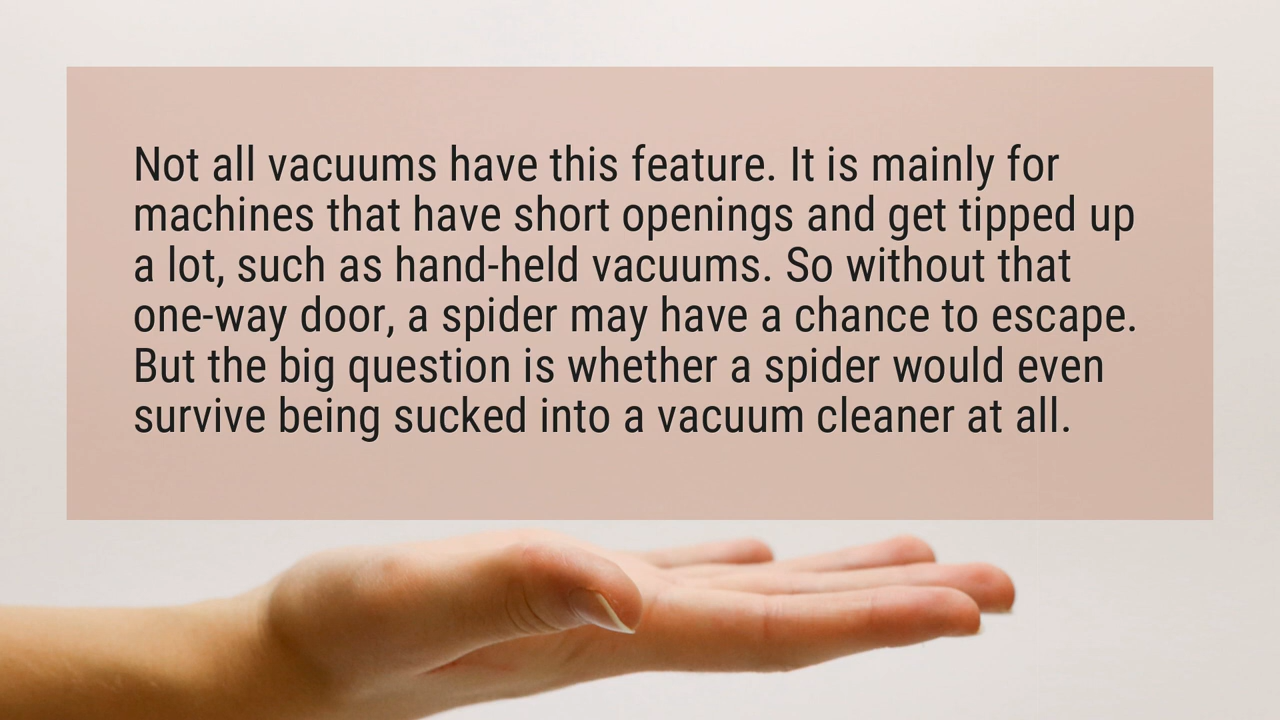 Not all vacuums have this feature. It is mainly for
machines that have short openings and get tipped up
a lot, such as hand-held vacuums. So without that
one-way door, a spider may have a chance to escape.
But the big question is whether a spider would even
survive being sucked into a vacuum cleaner at all.